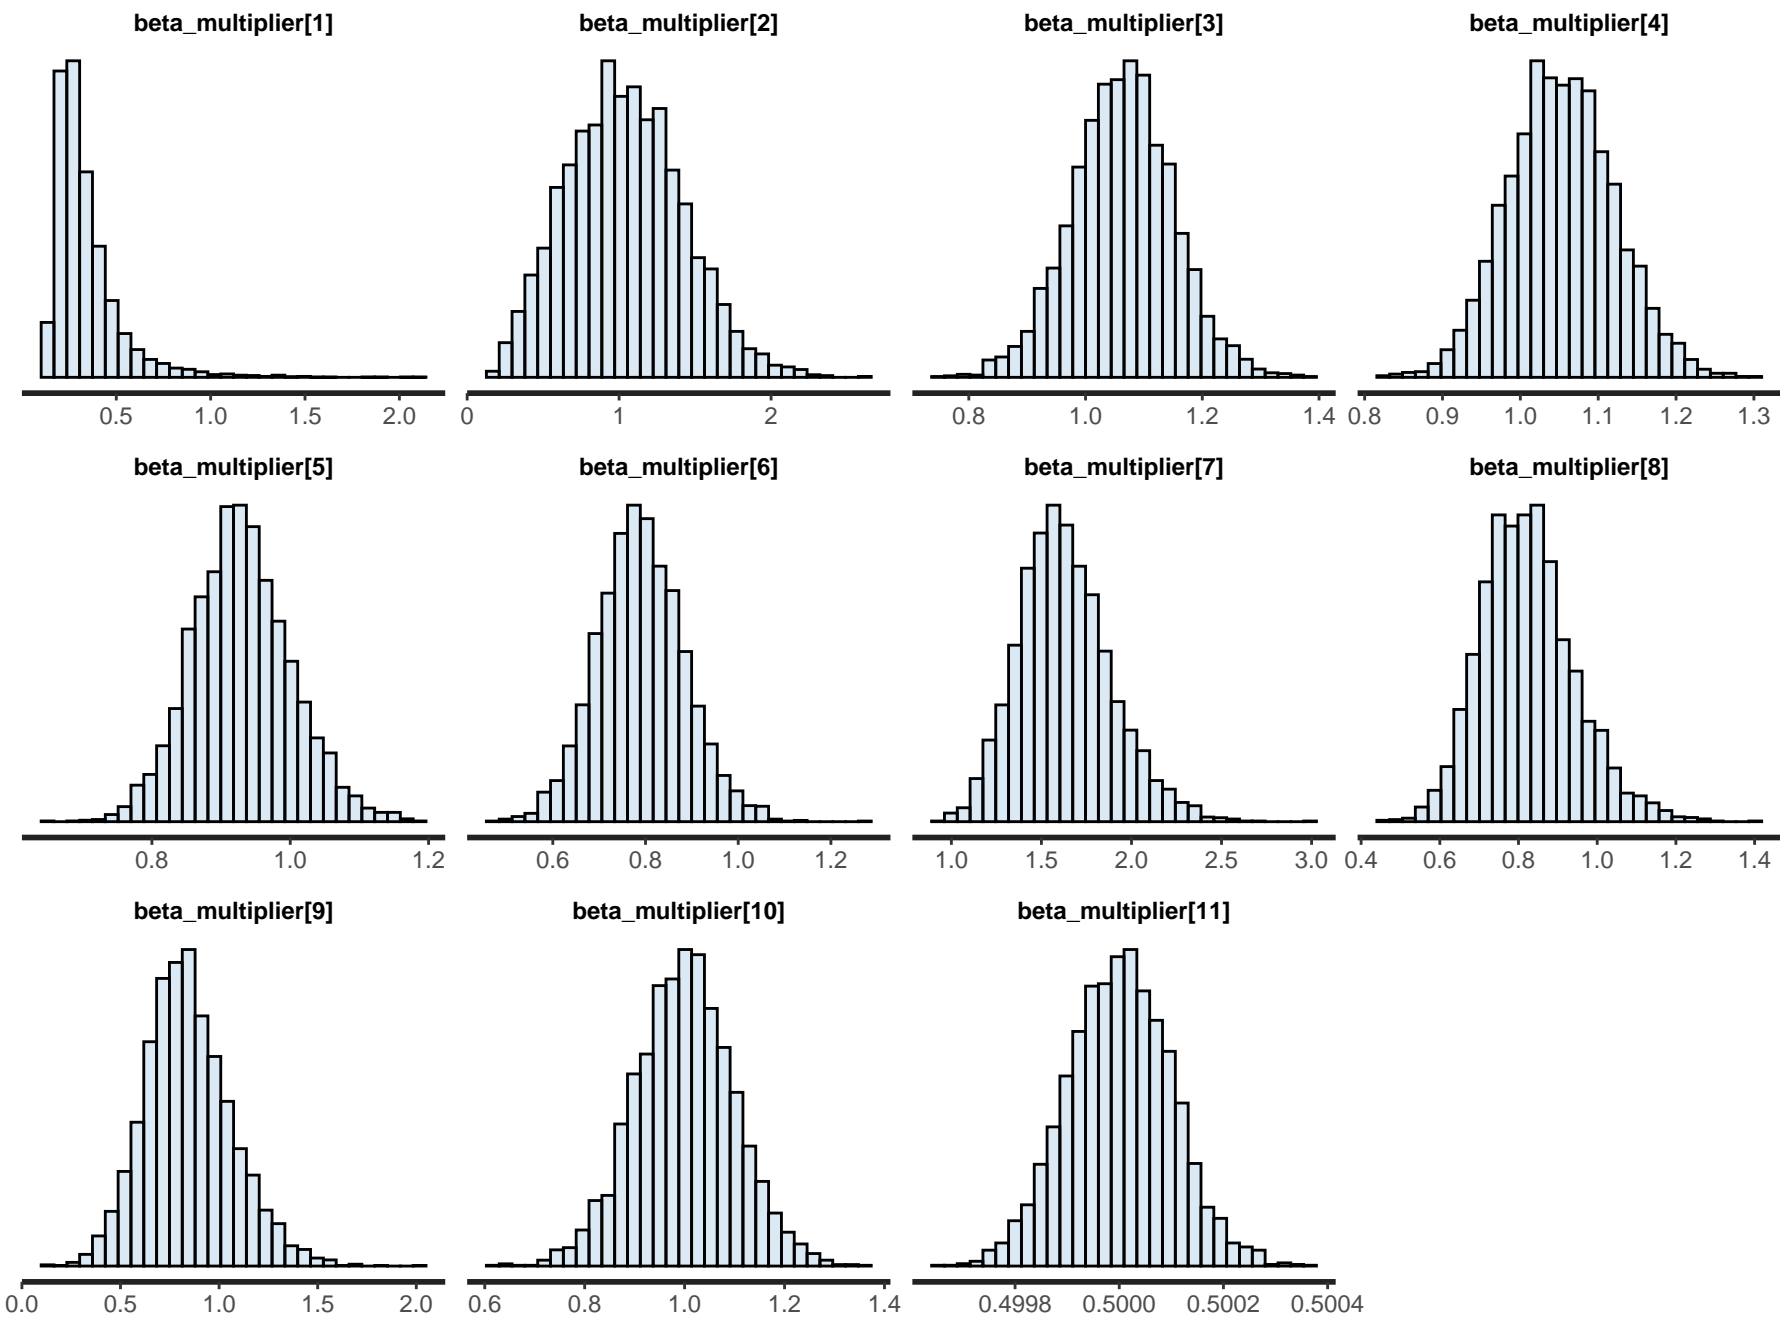 beta_multiplier[1] beta_multiplier[2] beta_multiplier[3] beta_multiplier[4]
0.5 1.0 1.5 2.0 0 1 2 0.8 1.0 1.2 1.4 0.8 0.9 1.0 1.1 1.2 1.3
beta_multiplier[5] beta_multiplier[6] beta_multiplier[7] beta_multiplier[8]
0.8 1.0 1.2 0.6 0.8 1.0 1.2 1.0 1.5 2.0 2.5 3.0 0.4 0.6 0.8 1.0 1.2 1.4
beta_multiplier[9] beta_multiplier[10] beta_multiplier[11]
0.0 0.5 1.0 1.5 2.0 0.6 0.8 1.0 1.2 1.4 0.4998 0.5000 0.5002 0.5004